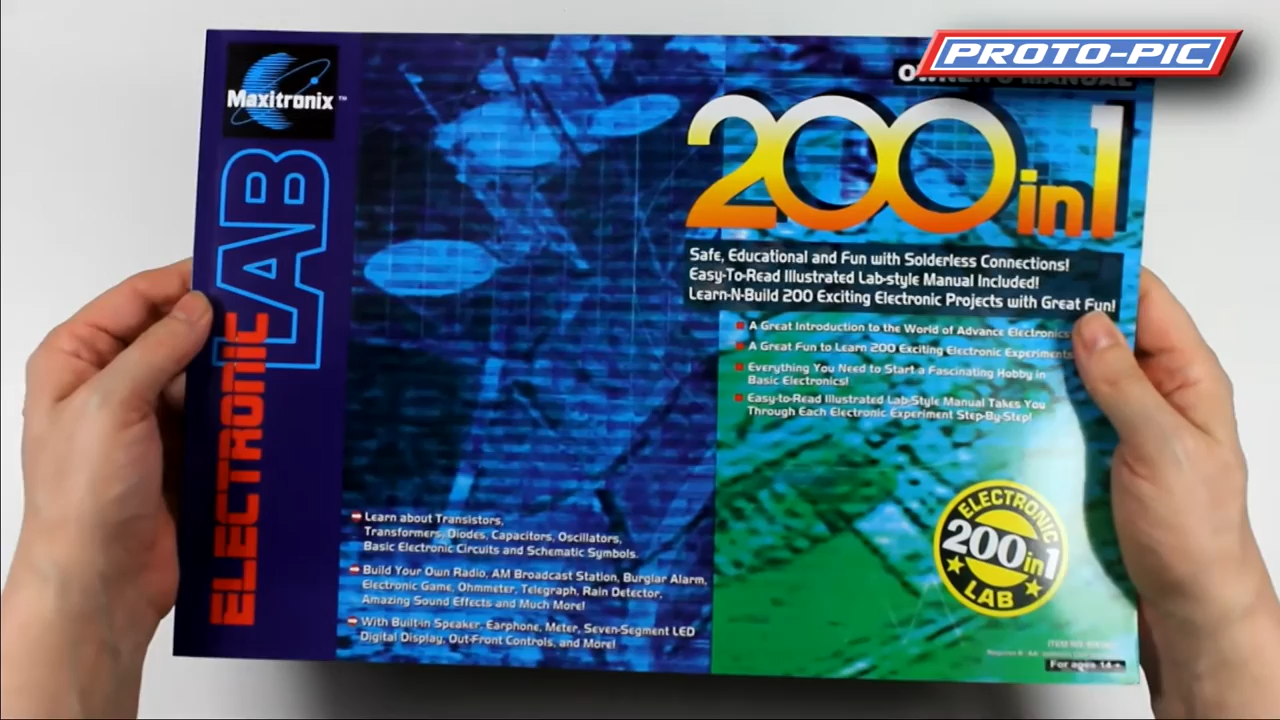 PROTO-PIC
OWNER'S MANUAL
Maxitronix™
ELECTRONIC LAB
200in1
Safe, Educational and Fun with Solderless Connections!
Easy-To-Read Illustrated Lab-style Manual Included!
Learn-N-Build 200 Exciting Electronic Projects with Great Fun!
A Great Introduction to the World of Advance Electronics
A Great Fun to Learn 200 Exciting Electronic Experiments
Everything You Need to Start a Fascinating Hobby in
Basic Electronics!
Easy-to-Read Illustrated Lab-Style Manual Takes You
Through Each Electronic Experiment Step-By-Step!
Learn about Transistors,
Transformers, Diodes, Capacitors, Oscillators,
Basic Electronic Circuits and Schematic Symbols.
Build Your Own Radio, AM Broadcast Station, Burglar Alarm,
Electronic Game, Ohmmeter, Telegraph, Rain Detector,
Amazing Sound Effects and Much More!
With Built-in Speaker, Earphone, Meter, Seven-Segment LED
Digital Display, Out-Front Controls, and More!
ELECTRONIC
200in1
LAB
ITEM NO.
For ages 14+